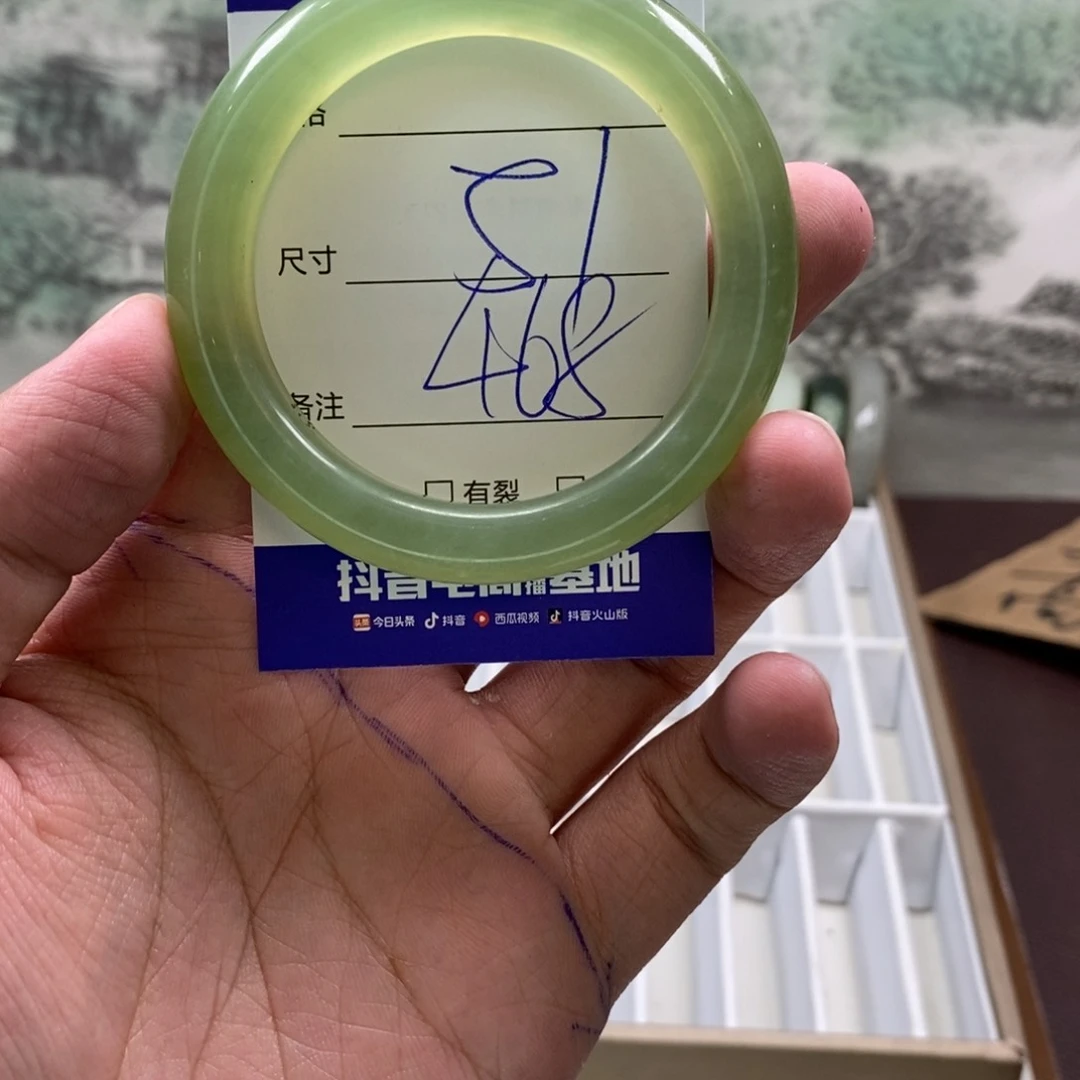 尺寸
468
备注
□ 有裂 □
抖音电商直播基地
今日头条 抖音 西瓜视频 抖音火山版